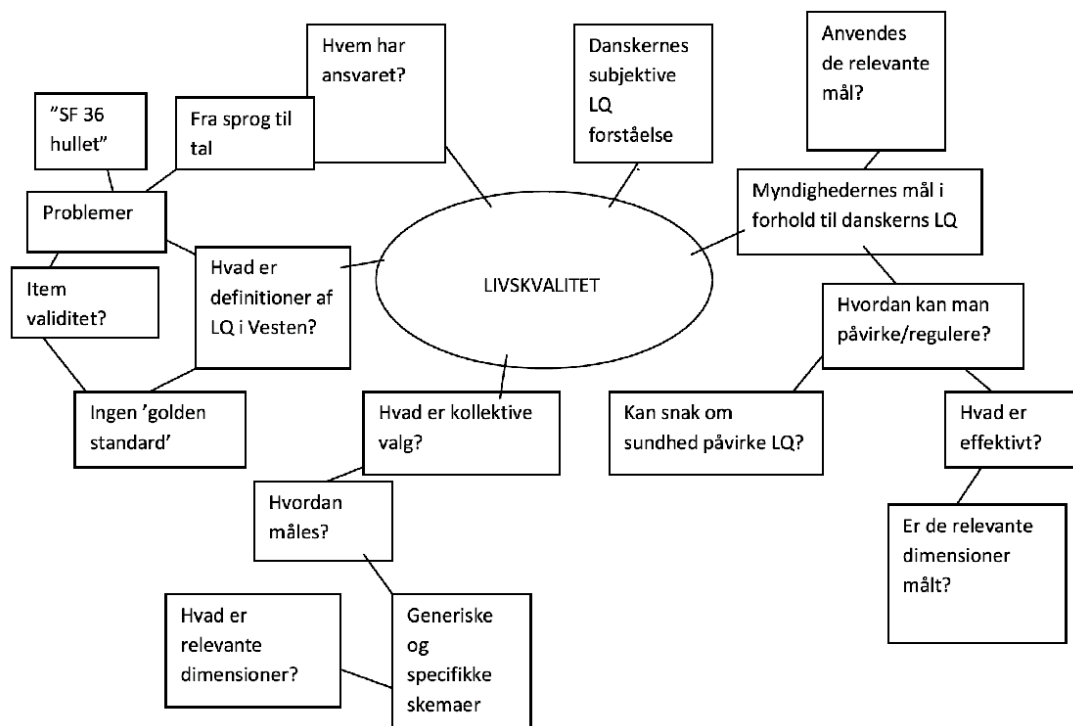 Hvem har
ansvaret?
Danskernes
subjektive
LQ
forståelse
Anvendes
de relevante
mål?
”SF 36
hullet”
Fra sprog til
tal
Problemer
Myndighedernes mål i
forhold til danskerns LQ
Item
validitet?
Hvad er
definitioner af
LQ i Vesten?
LIVSKVALITET
Hvordan kan man
påvirke/regulere?
Ingen ’golden
standard’
Hvad er kollektive
valg?
Kan snak om
sundhed påvirke LQ?
Hvad er
effektivt?
Hvordan
måles?
Er de relevante
dimensioner
målt?
Hvad er
relevante
dimensioner?
Generiske
og
specifikke
skemaer